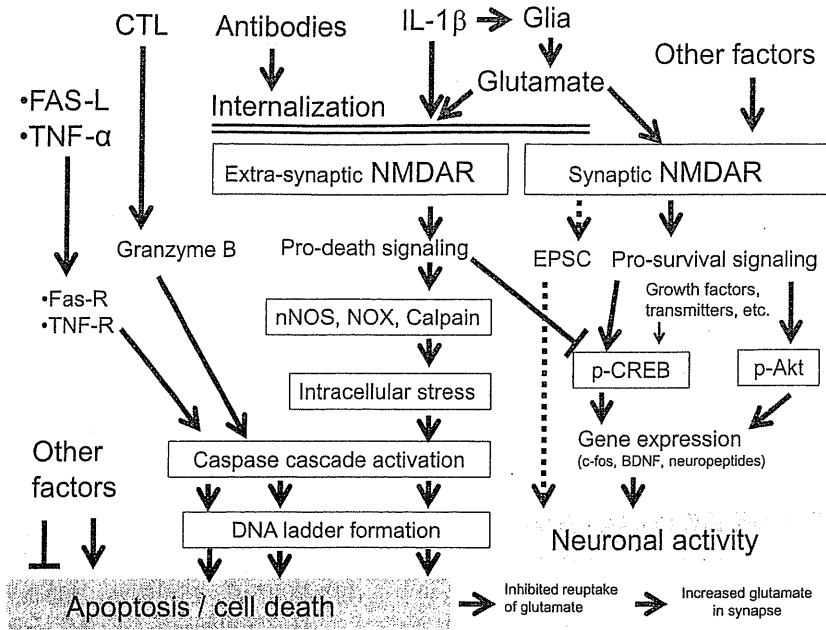 CTL
Antibodies
IL-1β
Glia
Other factors
•FAS-L
•TNF-α
Internalization
Glutamate
Extra-synaptic NMDAR
Synaptic NMDAR
Granzyme B
Pro-death signaling
EPSC
Pro-survival signaling
•Fas-R
•TNF-R
nNOS, NOX, Calpain
Growth factors,
transmitters, etc.
p-CREB
p-Akt
Intracellular stress
Other
factors
Caspase cascade activation
Gene expression
(c-fos, BDNF, neuropeptides)
DNA ladder formation
Neuronal activity
Apoptosis / cell death
Inhibited reuptake
of glutamate
Increased glutamate
in synapse